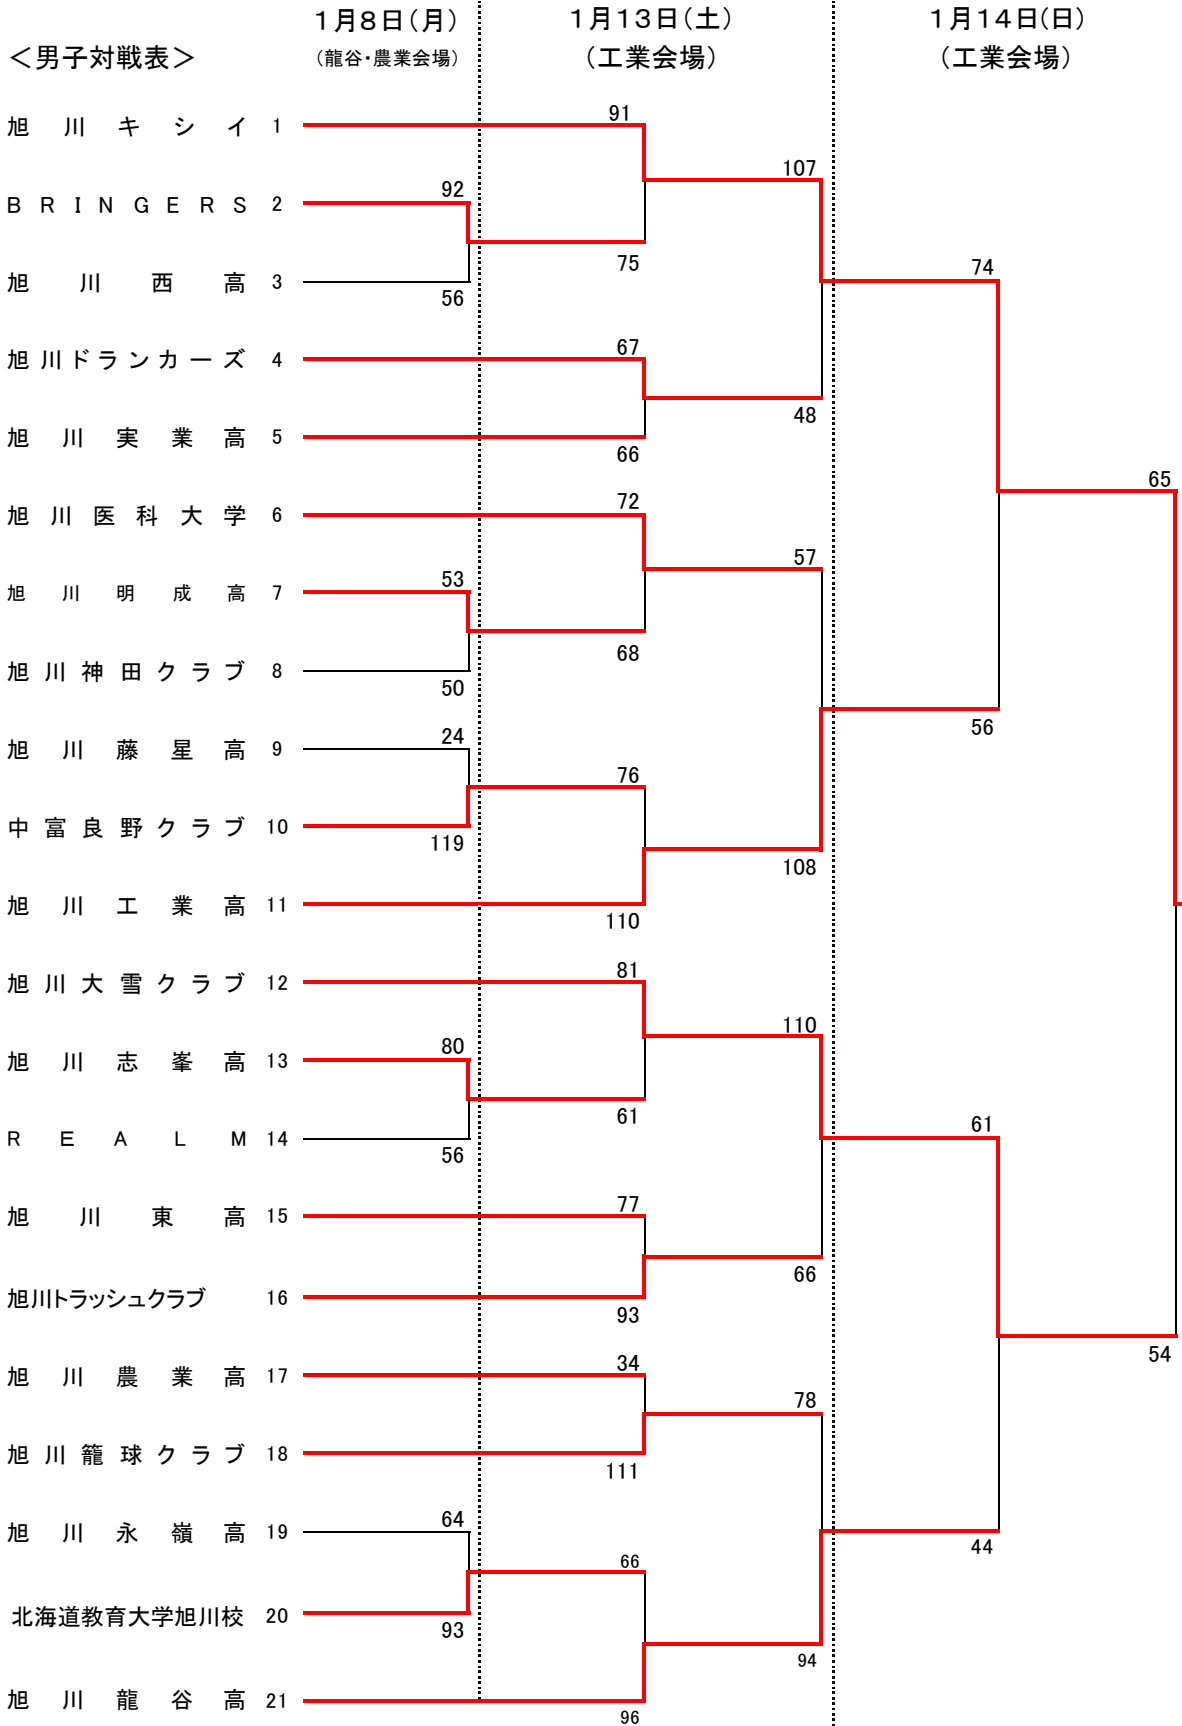 1月8日(月) 1月13日(土) 1月14日(日)
＜男子対戦表＞ (龍谷・農業会場) (工業会場) (工業会場)
91
旭川キシイ 1
107
92
BRINGERS 2
75
74
旭川西高 3
56
67
旭川ドランカーズ 4
48
旭川実業高 5
66
65
72
旭川医科大学 6
57
53
旭川明成高 7
68
旭川神田クラブ 8
50
56
24
旭川藤星高 9
76
中富良野クラブ 10
119
108
旭川工業高 11
110
81
旭川大雪クラブ 12
110
80
旭川志峯高 13
61
61
REALM 14
56
77
旭川東高 15
66
旭川トラッシュクラブ 16
93
54
34
旭川農業高 17
78
旭川籠球クラブ 18
111
64
旭川永嶺高 19
44
66
北海道教育大学旭川校 20
93
94
旭川龍谷高 21
96